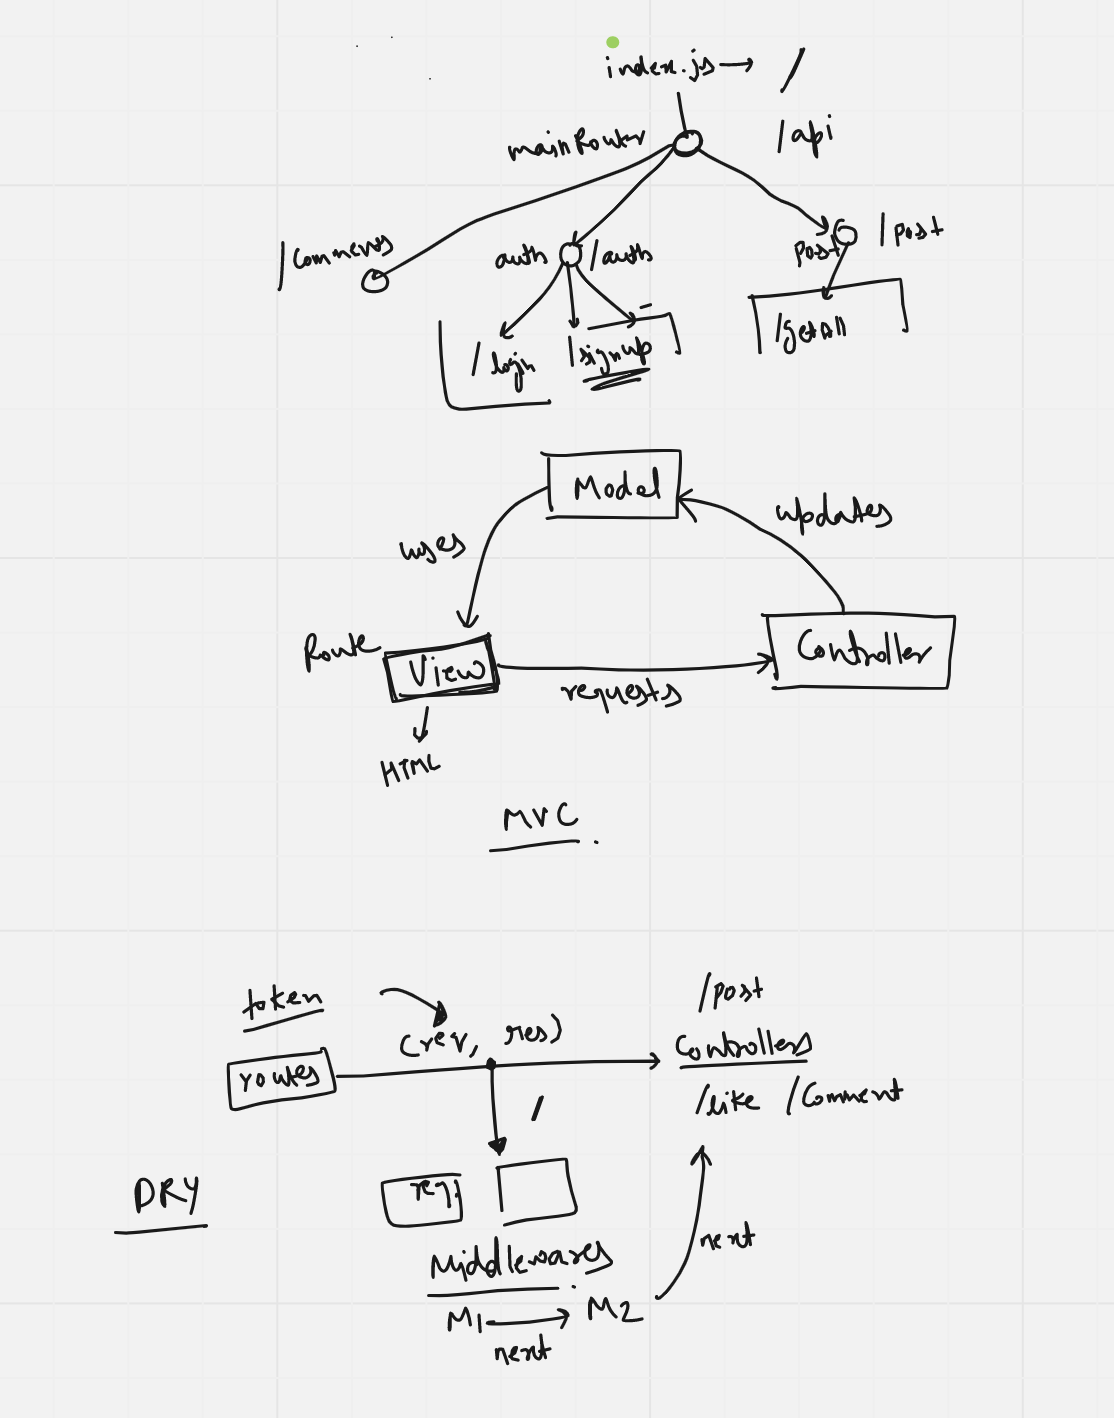 index.js → /
/api
mainRouter
/comments
auth /auth
post /post
/login /signup
/getAll
Model
uses
updates
Route
View
Controller
requests
HTML
MVC.
token
/post
(req, res)
controllers
routes
/like /comment
/
req.
DRY
Middlewares.
next
M1 → M2
next